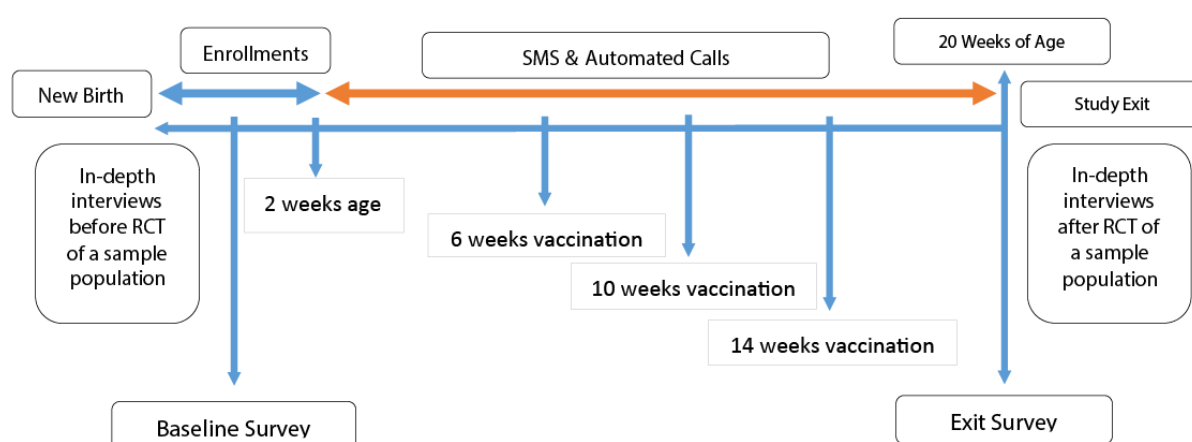 Enrollments
SMS & Automated Calls
20 Weeks of Age
New Birth
Study Exit
In-depth
interviews
before RCT
of a sample
population
2 weeks age
6 weeks vaccination
10 weeks vaccination
14 weeks vaccination
In-depth
interviews
after RCT of
a sample
population
Baseline Survey
Exit Survey